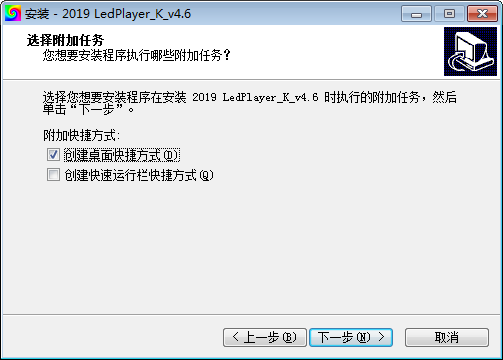 安装 - 2019 LedPlayer_K_v4.6
选择附加任务
您想要安装程序执行哪些附加任务？
选择您想要安装程序在安装 2019 LedPlayer_K_v4.6 时执行的附加任务，然后
单击“下一步”。
附加快捷方式:
创建桌面快捷方式(D)
创建快速运行栏快捷方式(Q)
< 上一步(B)
下一步(N) >
取消